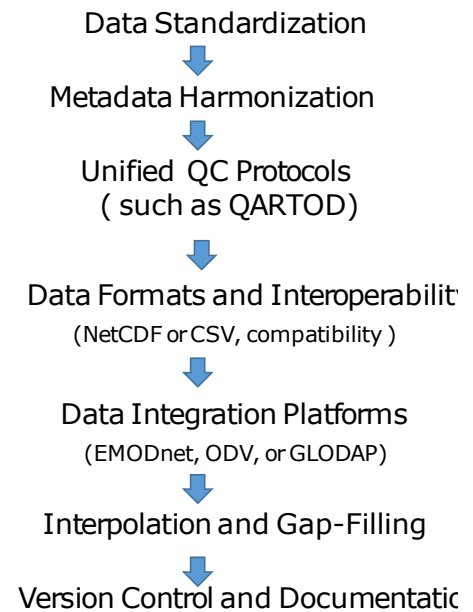 Data Standardization
Metadata Harmonization
Unified QC Protocols
( such as QARTOD)
Data Formats and Interoperability
(NetCDF or CSV, compatibility )
Data Integration Platforms
(EMODnet, ODV, or GLODAP)
Interpolation and Gap-Filling
Version Control and Documentatio